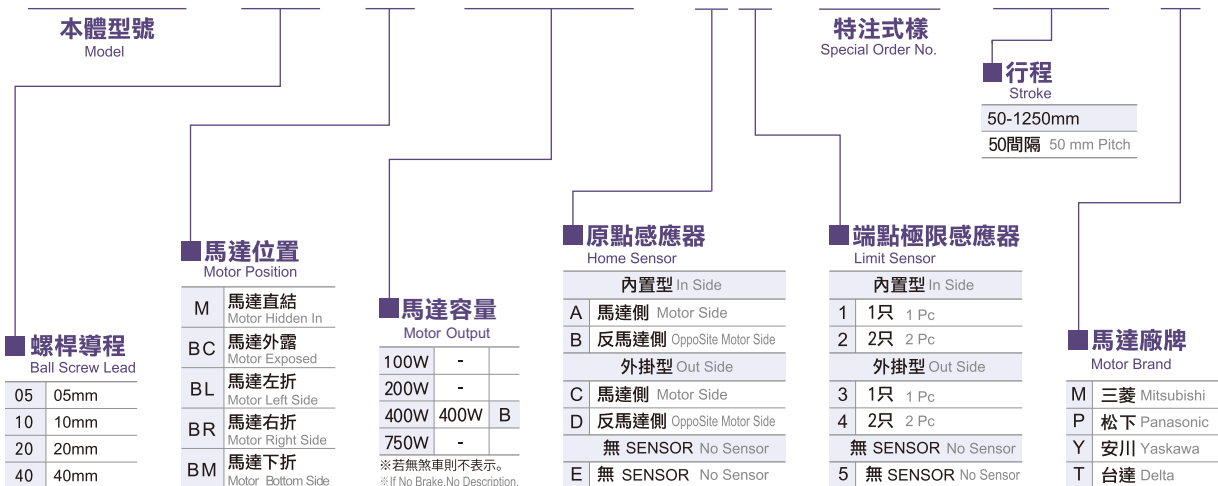 本體型號
Model
特注式樣
Special Order No.
■行程
Stroke
50-1250mm
50間隔 50 mm Pitch
■螺桿導程
Ball Screw Lead
05 05mm
10 10mm
20 20mm
40 40mm
■馬達位置
Motor Position
M 馬達直結
Motor Hidden In
BC 馬達外露
Motor Exposed
BL 馬達左折
Motor Left Side
BR 馬達右折
Motor Right Side
BM 馬達下折
Motor Bottom Side
■馬達容量
Motor Output
100W -
200W -
400W 400W B
750W -
※若無煞車則不表示。
※If No Brake,No Description.
■原點感應器
Home Sensor
內置型 In Side
A 馬達側 Motor Side
B 反馬達側 OppoSite Motor Side
外掛型 Out Side
C 馬達側 Motor Side
D 反馬達側 OppoSite Motor Side
無 SENSOR No Sensor
E 無 SENSOR No Sensor
■端點極限感應器
Limit Sensor
內置型 In Side
1 1只 1 Pc
2 2只 2 Pc
外掛型 Out Side
3 1只 1 Pc
4 2只 2 Pc
無 SENSOR No Sensor
5 無 SENSOR No Sensor
■馬達廠牌
Motor Brand
M 三菱 Mitsubishi
P 松下 Panasonic
Y 安川 Yaskawa
T 台達 Delta